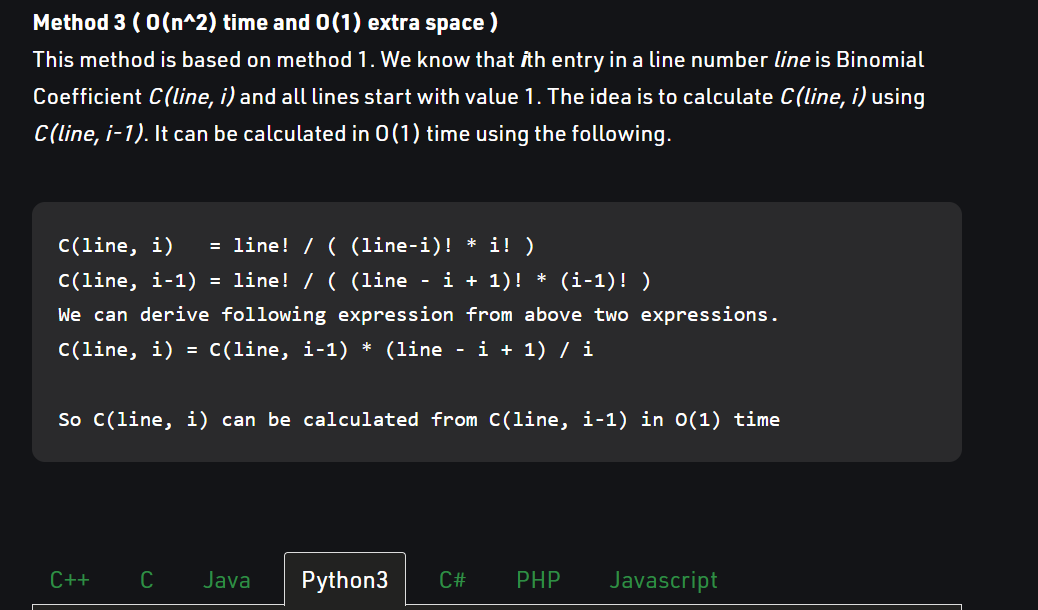 Method 3 ( O(n^2) time and O(1) extra space )
This method is based on method 1. We know that ith entry in a line number line is Binomial
Coefficient C(line, i) and all lines start with value 1. The idea is to calculate C(line, i) using
C(line, i-1). It can be calculated in O(1) time using the following.
C(line, i)   = line! / ( (line-i)! * i! )
C(line, i-1) = line! / ( (line - i + 1)! * (i-1)! )
We can derive following expression from above two expressions.
C(line, i) = C(line, i-1) * (line - i + 1) / i
So C(line, i) can be calculated from C(line, i-1) in O(1) time
C++ C Java Python3 C# PHP Javascript